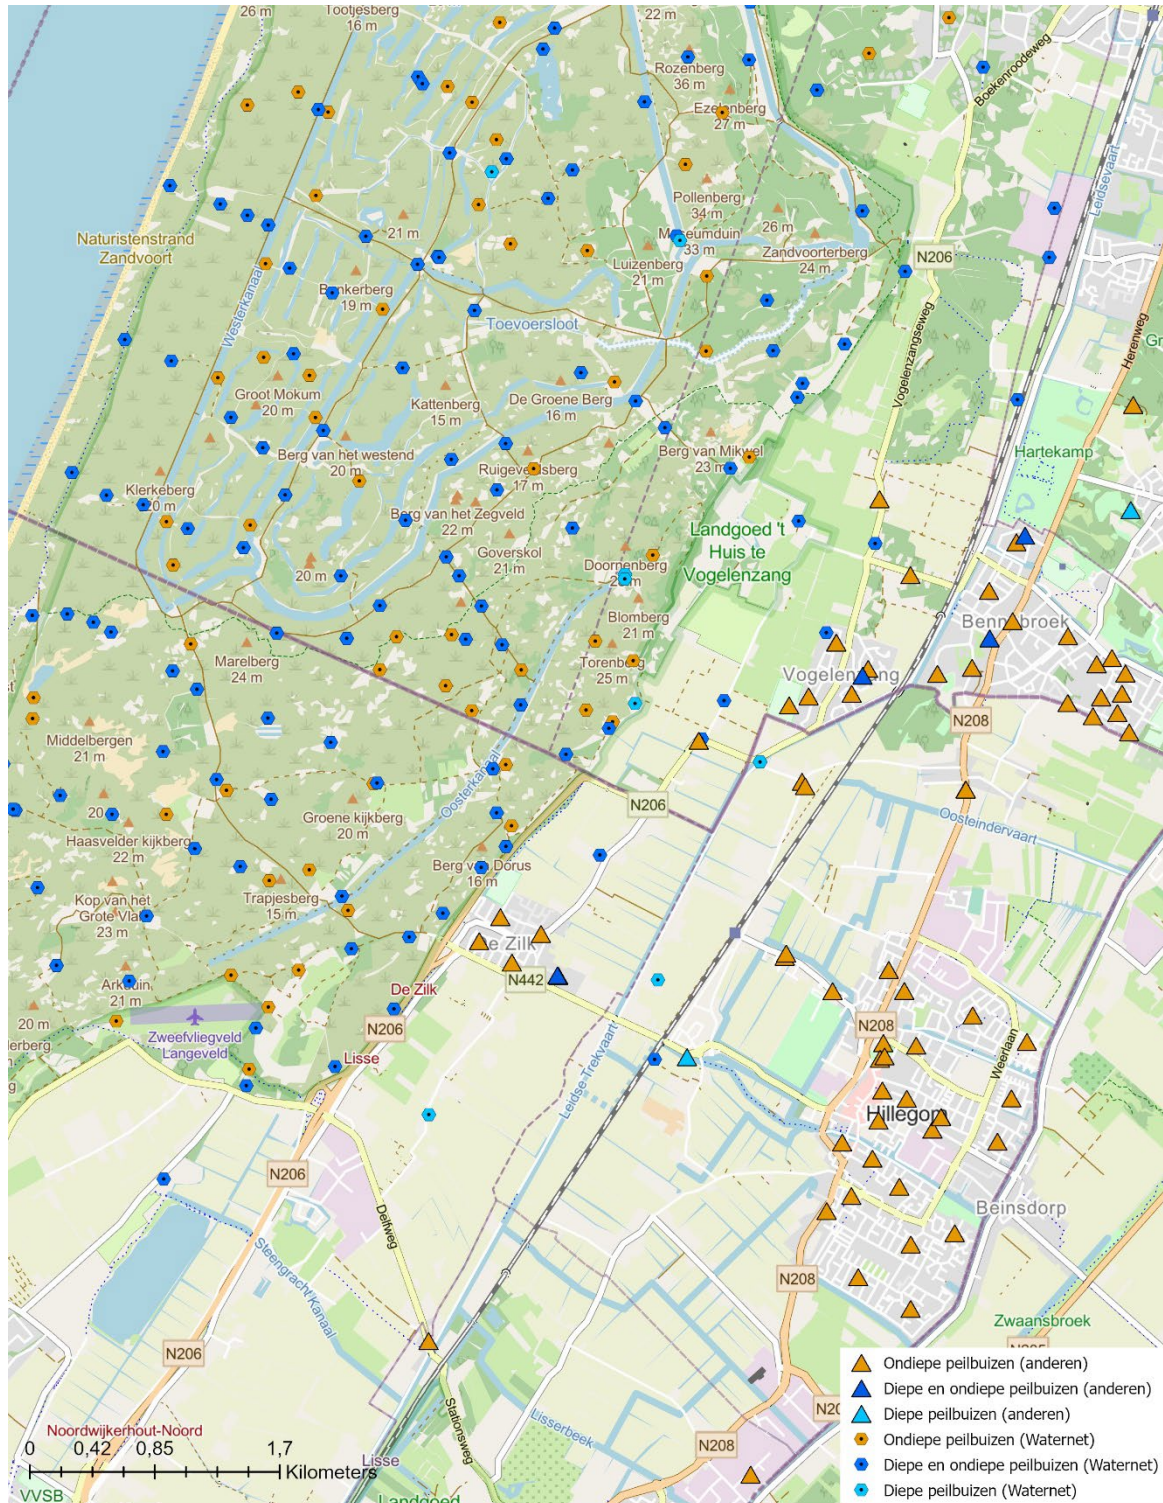 26 m
Tootjesberg
16 m
22 m
Rozenberg
36 m
Boekenroodeweg
27 m
Leidsevaart
Pollenberg
34 m
26 m
Naturistenstrand
Zandvoort
21 m
33 m
Zandvoorterberg
24 m
N206
Luizenberg
21 m
19 m
Westerkanaal
Toevoersloot
Vogelenzangseweg
Herenweg
Gr
Groot Mokum
20 m
Kattenberg
15 m
De Groene Berg
16 m
Hartekamp
Berg van het westend
20 m
17 m
Berg van Mikwel
23 m
Klerkeberg
20 m
Berg van het Zegveld
22 m
Landgoed 't
Huis te
Vogelenzang
Goverskol
21 m
20 m
Doornenberg
Blomberg
21 m
Bennebroek
Marelberg
24 m
Torenberg
25 m
Vogelenzang
N208
Middelbergen
21 m
Oosterkanaal
N206
20
Groene kijkberg
20 m
Oosteindervaart
Haasvelder kijkberg
22 m
Berg van Dorus
16 m
Kop van het
Grote Vlak
23 m
Trapjesberg
15 m
De Zilk
N442
21 m
De Zilk
20 m
Zweefvliegveld
Langeveld
N206
N208
Lisse
Weerlaan
Leidse Trekvaart
Hillegom
N206
Beinsdorp
Delfweg
Steengracht Kanaal
N208
Zwaansbroek
N206
Stationsweg
Lisserbeek
N208
Noordwijkerhout-Noord
0 0,42 0,85 1,7
Kilometers
Lisse
VVSB
Landgoed
Ondiepe peilbuizen (anderen)
Diepe en ondiepe peilbuizen (anderen)
Diepe peilbuizen (anderen)
Ondiepe peilbuizen (Waternet)
Diepe en ondiepe peilbuizen (Waternet)
Diepe peilbuizen (Waternet)